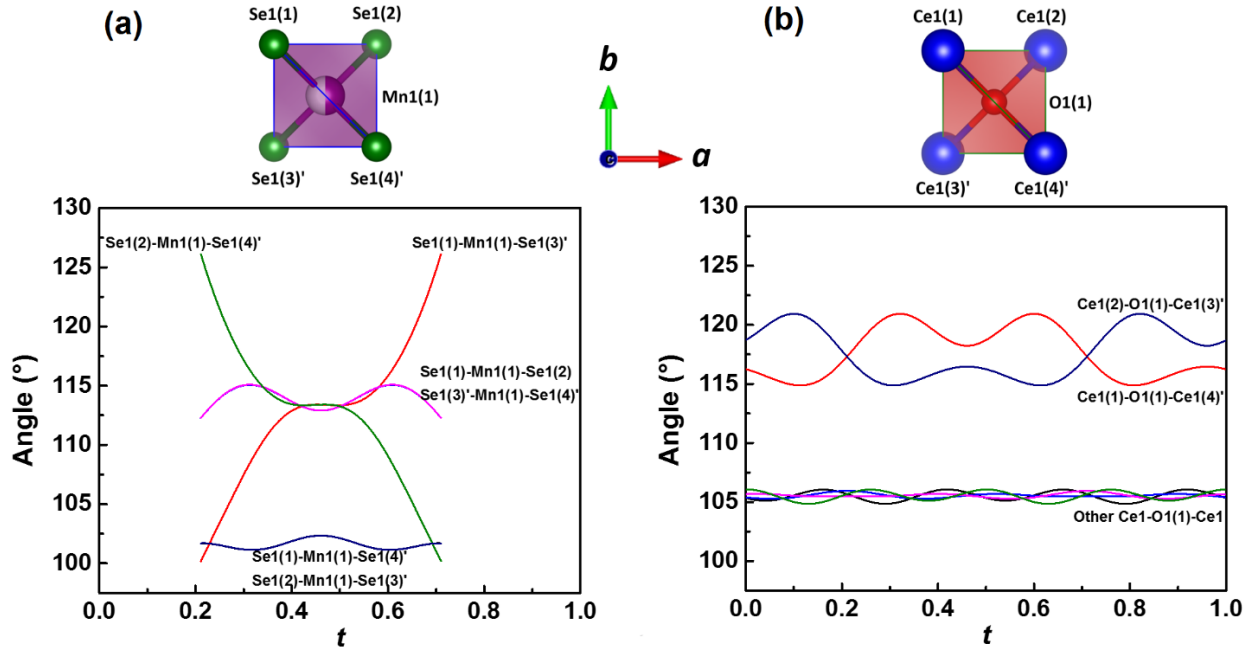 (a)
Se1(1)
Se1(2)
Mn1(1)
Se1(3)'
Se1(4)'
b
a
c
(b)
Ce1(1)
Ce1(2)
O1(1)
Ce1(3)'
Ce1(4)'
130
125
120
115
110
105
100
Angle (°)
Se1(2)-Mn1(1)-Se1(4)'
Se1(1)-Mn1(1)-Se1(3)'
Se1(1)-Mn1(1)-Se1(2)
Se1(3)'-Mn1(1)-Se1(4)'
Se1(1)-Mn1(1)-Se1(4)'
Se1(2)-Mn1(1)-Se1(3)'
0.0 0.2 0.4 0.6 0.8 1.0
t
130
125
120
115
110
105
100
Angle (°)
Ce1(2)-O1(1)-Ce1(3)'
Ce1(1)-O1(1)-Ce1(4)'
Other Ce1-O1(1)-Ce1
0.0 0.2 0.4 0.6 0.8 1.0
t